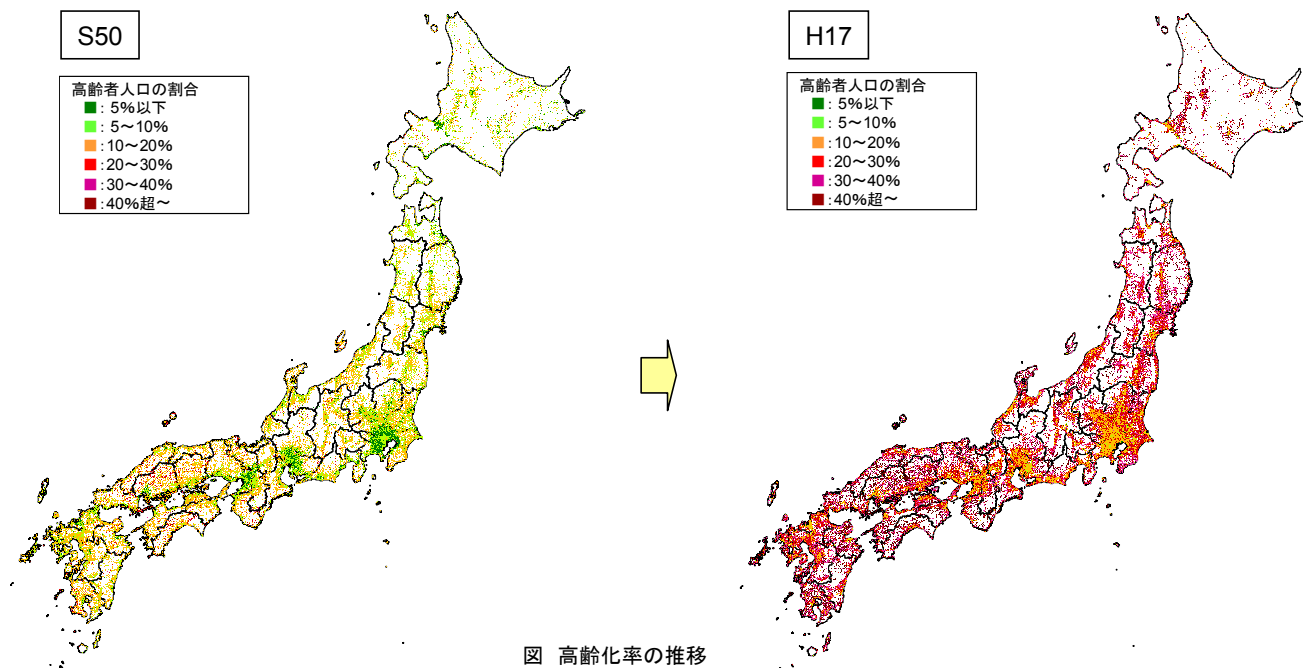 S50
高齢者人口の割合
■：5%以下
■：5～10%
■：10～20%
■：20～30%
■：30～40%
■：40%超～
H17
高齢者人口の割合
■：5%以下
■：5～10%
■：10～20%
■：20～30%
■：30～40%
■：40%超～
図 高齢化率の推移